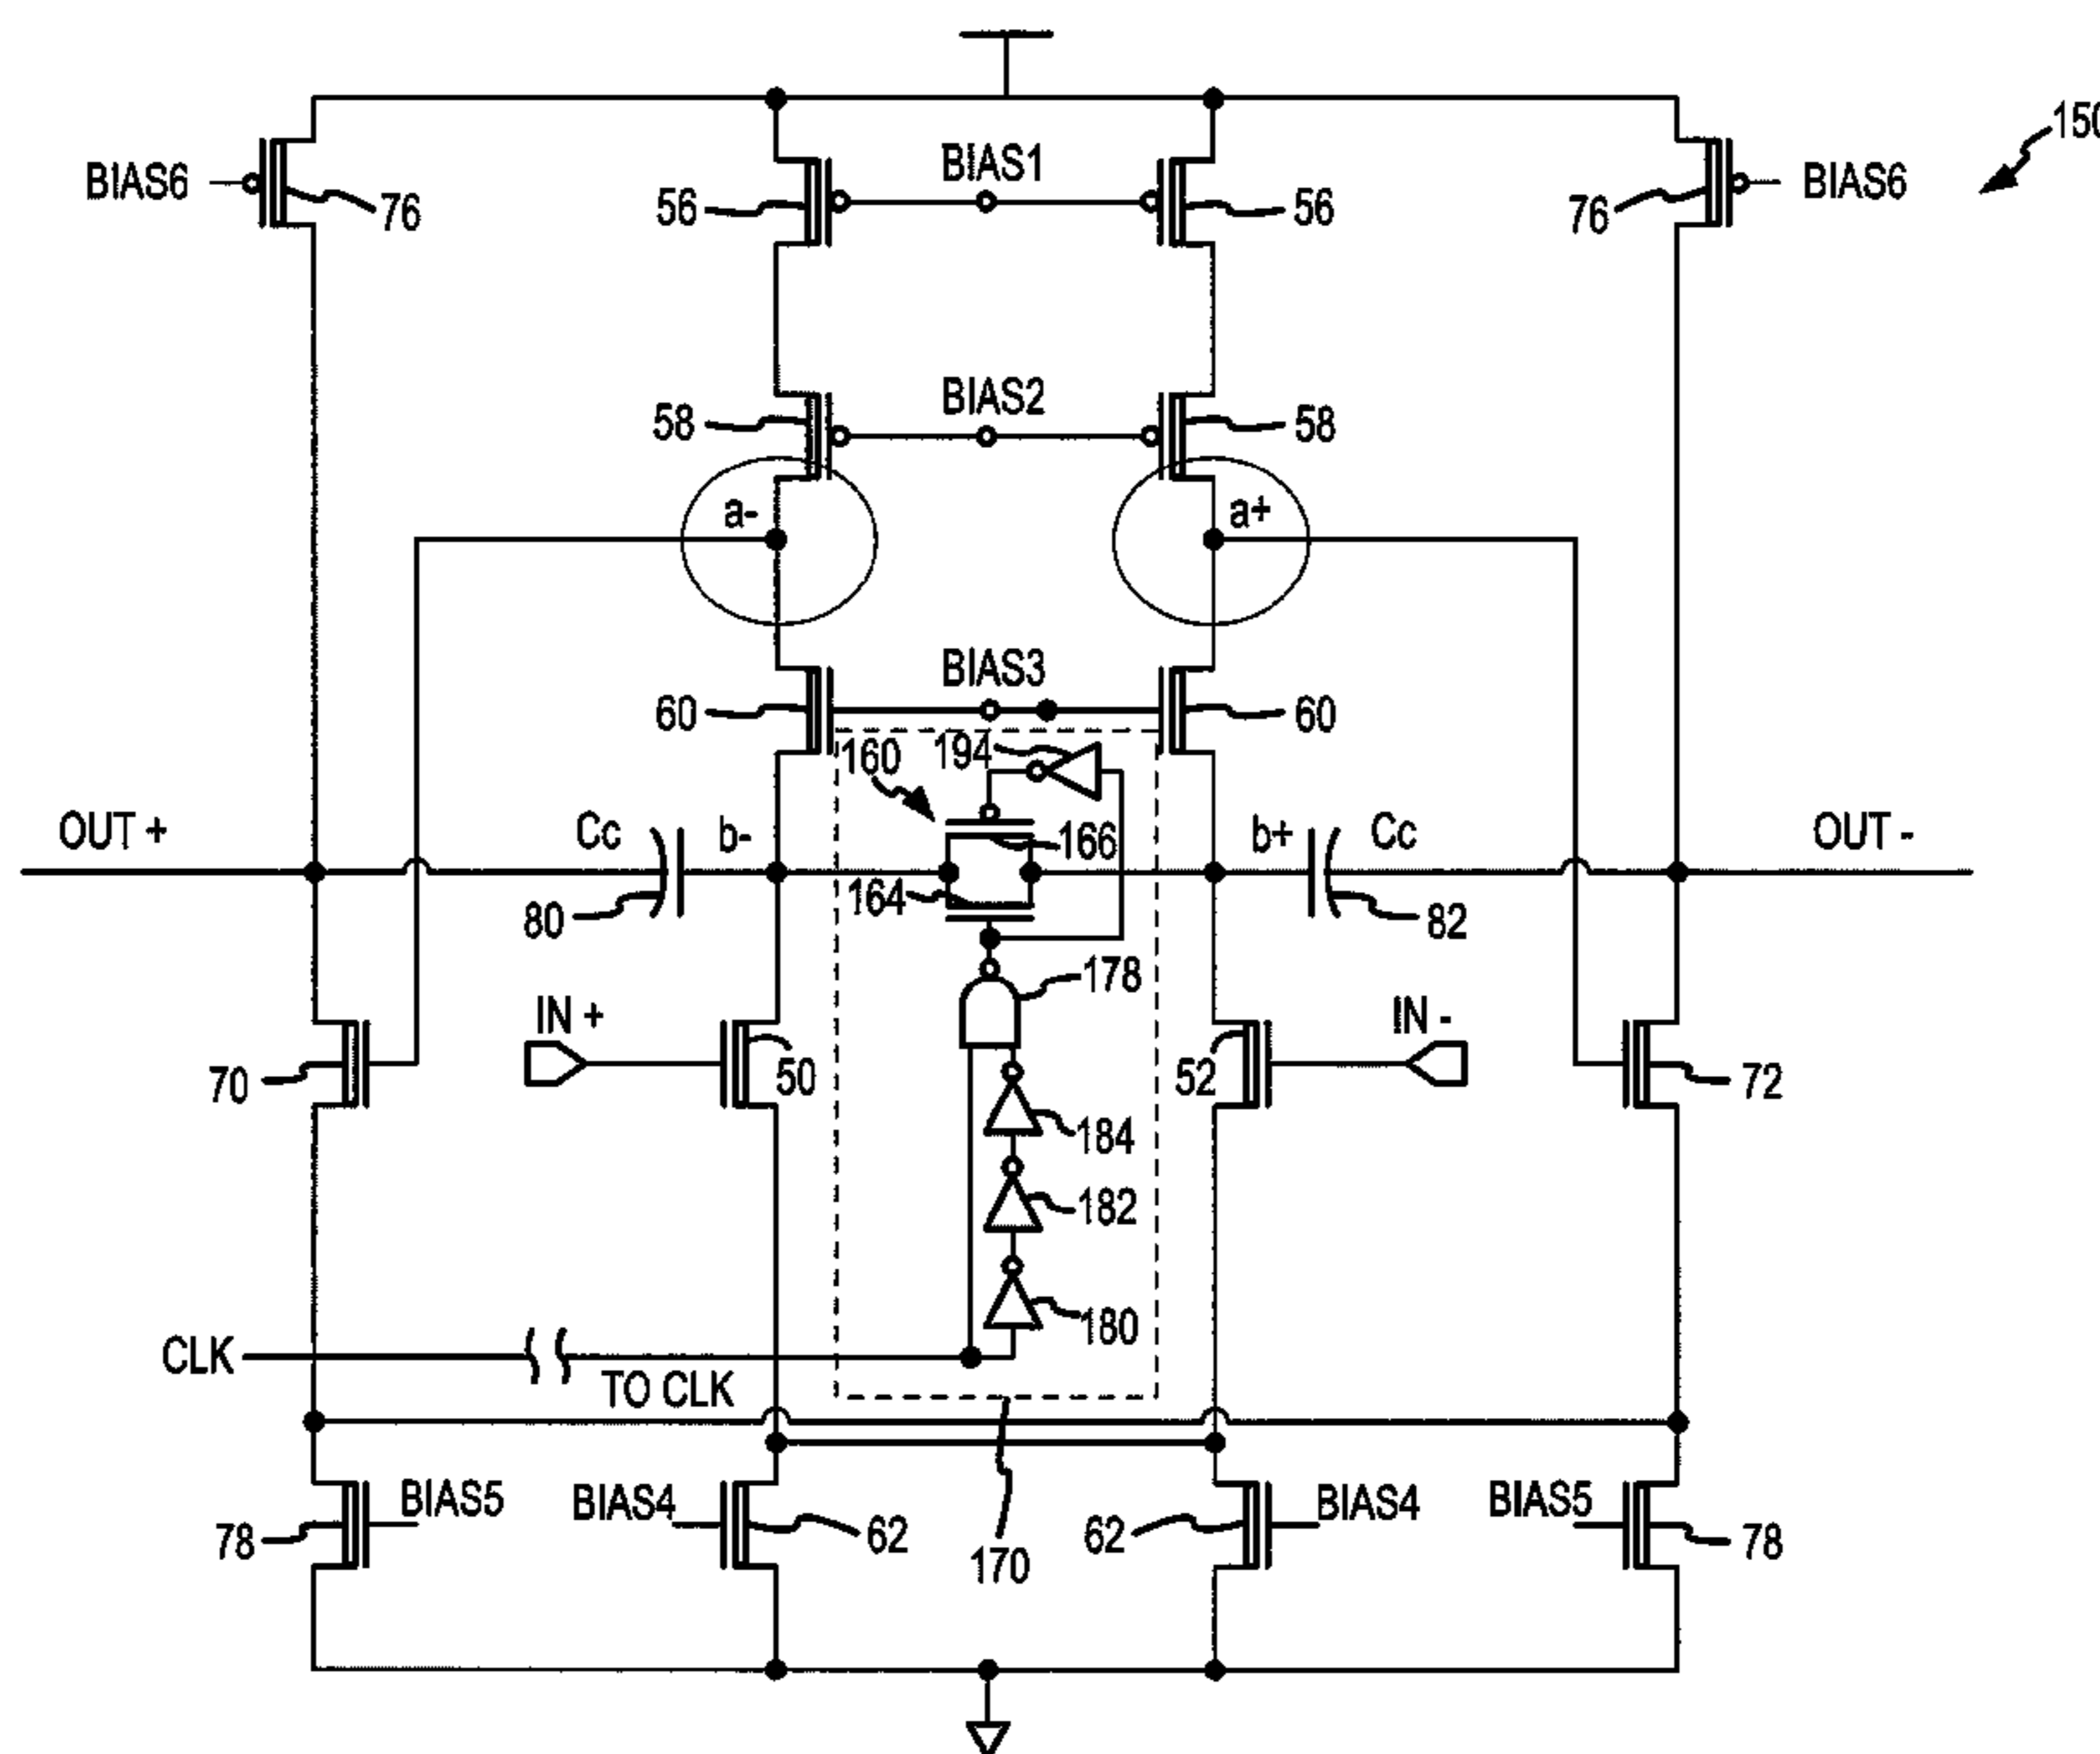 150
BIAS6 76 56 BIAS1 56 76 BIAS6
58 BIAS2 58
a- a+
60 BIAS3 60
160 194
OUT + Cc b- 166 b+ Cc OUT -
80 164 82
178
IN + IN -
70 50 52 72
184
182
180
CLK TO CLK
78 BIAS5 BIAS4 62 62 BIAS4 BIAS5 78
170